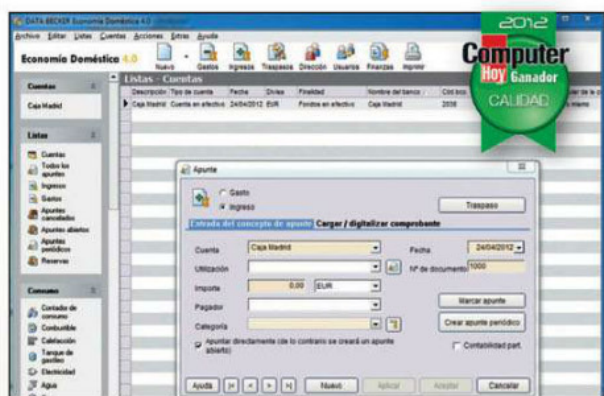 DATA BECKER Economía Doméstica 4.0
Archivo Editar Listas Cuentas Acciones Extras Ayuda
Economía Doméstico 4.0
Nuevo Gastos Ingresos Traspasos Dirección Usuarios Finanzas Imprimir
2012
Computer
Hoy Ganador
CALIDAD
Cuentas
Caja Madrid
Listas
Cuentas
Todos los apuntes
Ingresos
Gastos
Apuntes cancelados
Apuntes abiertos
Apuntes periódicos
Reservas
Consumo
Contador de consumo
Combustible
Calefacción
Tanque de gasóleo
Electricidad
Agua
Listas - Cuentas
Descripción Tipo de cuenta Fecha Divisa Finalidad Nombre del banco Cód.bco
Caja Madrid Cuenta en efectivo 24/04/2012 EUR Fondos en efectivo Caja Madrid 2038
Apunte
Gasto
Ingreso
Traspaso
Entrada del concepto de apunte Cargar / digitalizar comprobante
Cuenta Caja Madrid Fecha 24/04/2012
Utilización Nº de documento 1000
Importe 0,00 EUR
Pagador Marcar apunte
Categoría Crear apunte periódico
Apuntar directamente (de lo contrario se creará un apunte abierto)
Contabilidad part.
Ayuda Nuevo Aplicar Aceptar Cancelar